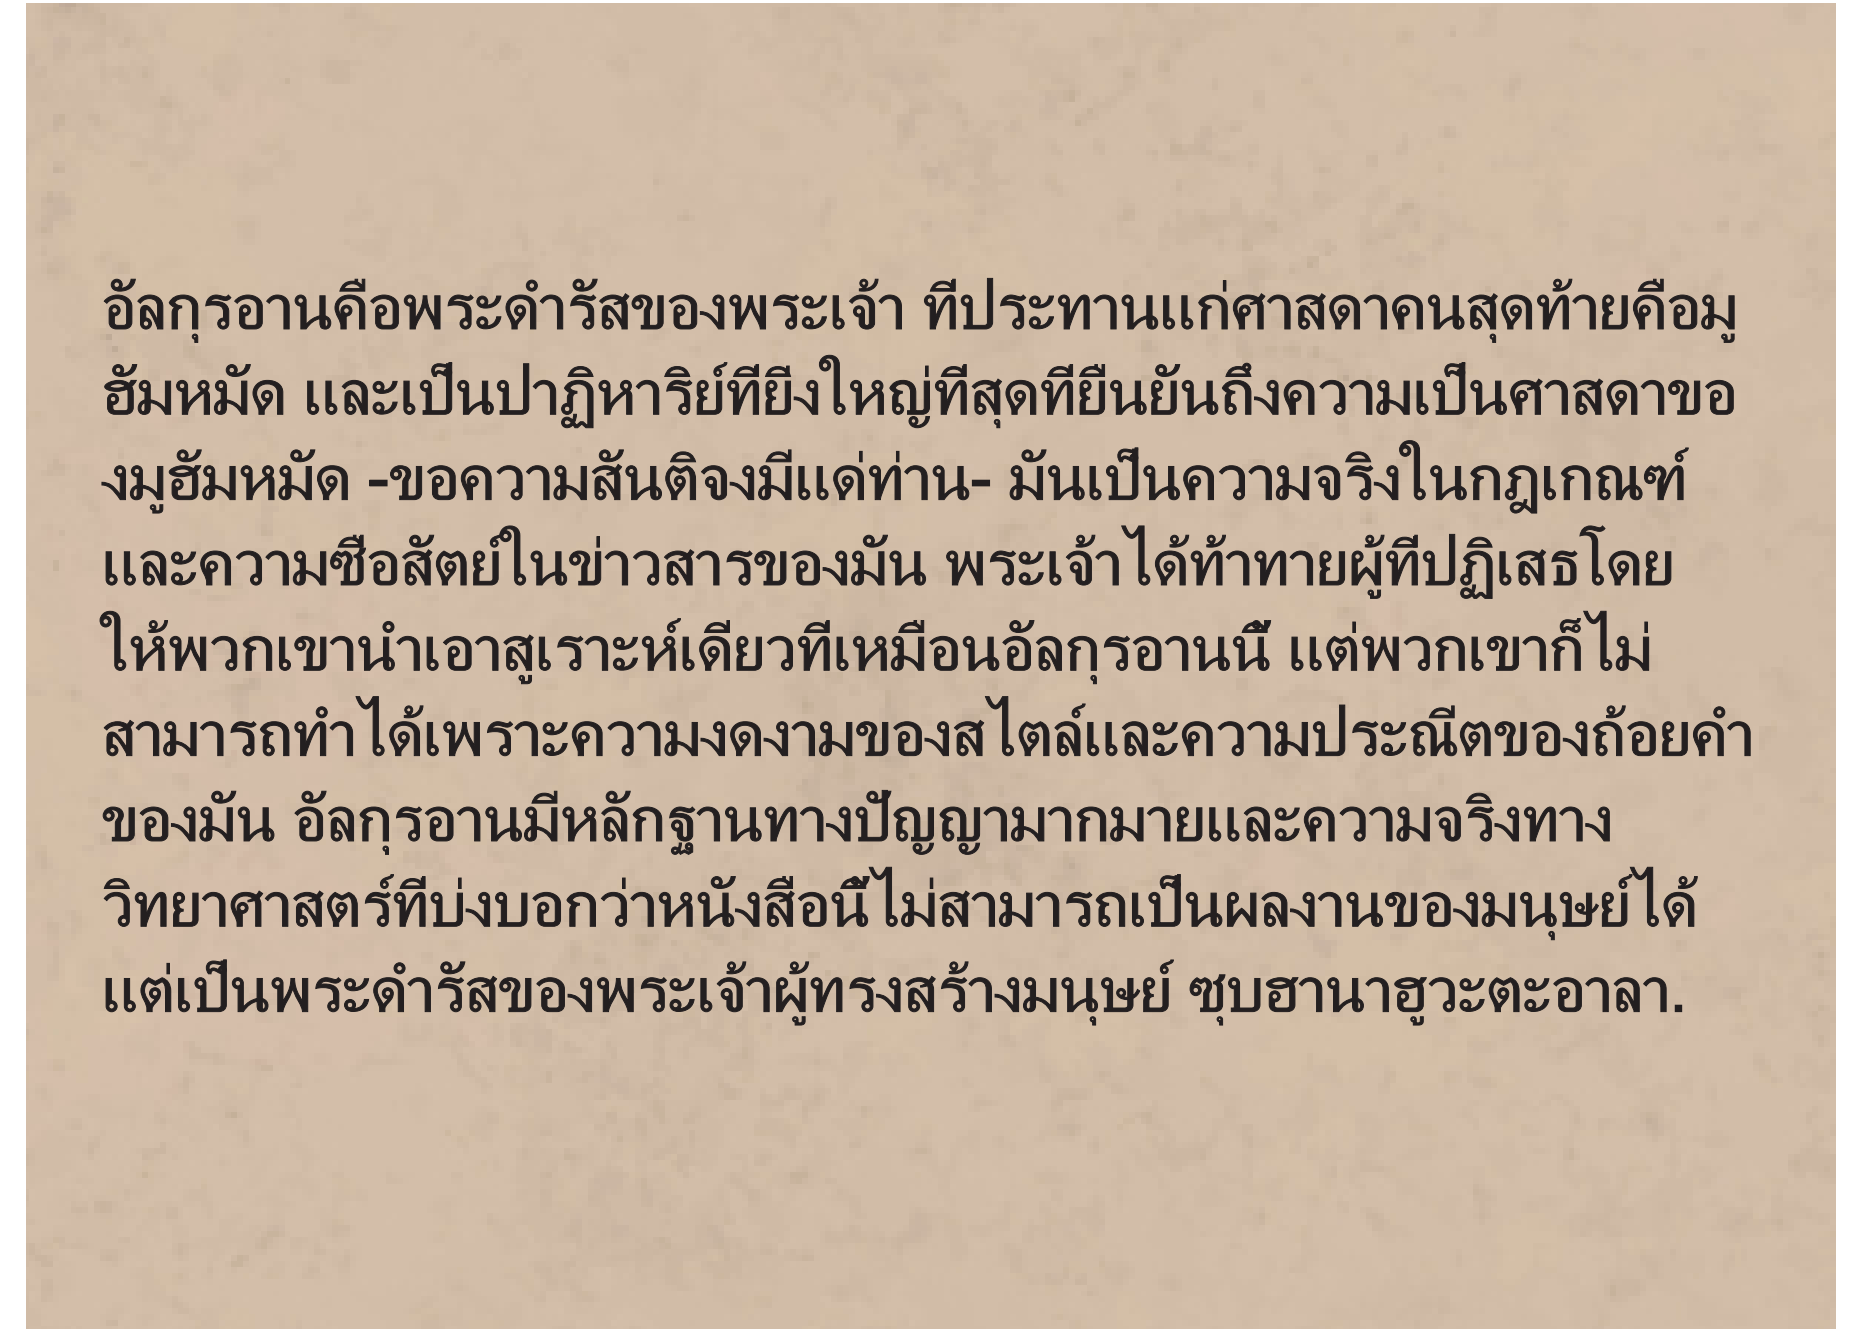 อัลกุรอานคือพระดำรัสของพระเจ้า ที่ประทานแก่ศาสดาคนสุดท้ายคือมู
ฮัมหมัด และเป็นปาฏิหาริย์ที่ยิ่งใหญ่ที่สุดที่ยืนยันถึงความเป็นศาสดาขอ
งมูฮัมหมัด -ขอความสันติจงมีแด่ท่าน- มันเป็นความจริงในกฎเกณฑ์
และความซื่อสัตย์ในข่าวสารของมัน พระเจ้าได้ท้าทายผู้ที่ปฏิเสธโดย
ให้พวกเขานำเอาสูเราะห์เดียวที่เหมือนอัลกุรอานนี้ แต่พวกเขาก็ไม่
สามารถทำได้เพราะความงดงามของสไตล์และความประณีตของถ้อยคำ
ของมัน อัลกุรอานมีหลักฐานทางปัญญามากมายและความจริงทาง
วิทยาศาสตร์ที่บ่งบอกว่าหนังสือนี้ไม่สามารถเป็นผลงานของมนุษย์ได้
แต่เป็นพระดำรัสของพระเจ้าผู้ทรงสร้างมนุษย์ ซุบฮานาฮูวะตะอาลา.